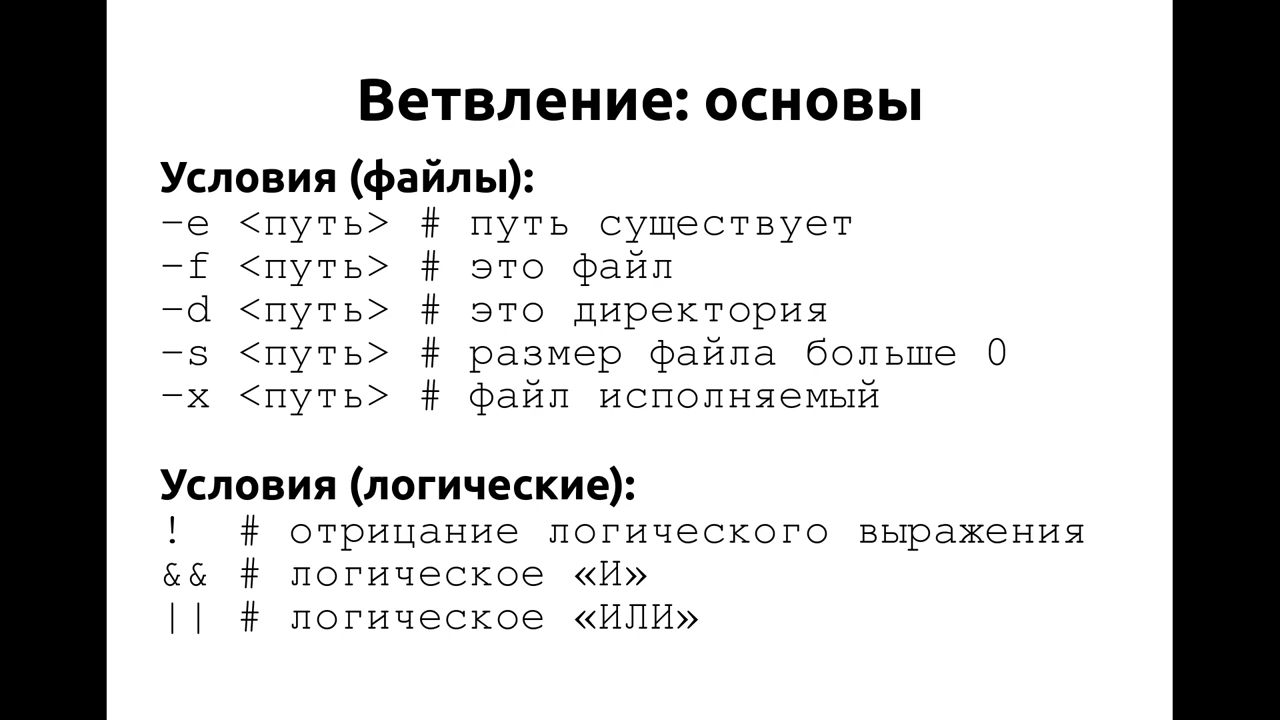 Ветвление: основы
Условия (файлы):
-e <путь> # путь существует
-f <путь> # это файл
-d <путь> # это директория
-s <путь> # размер файла больше 0
-x <путь> # файл исполняемый
Условия (логические):
!  # отрицание логического выражения
&& # логическое «И»
|| # логическое «ИЛИ»